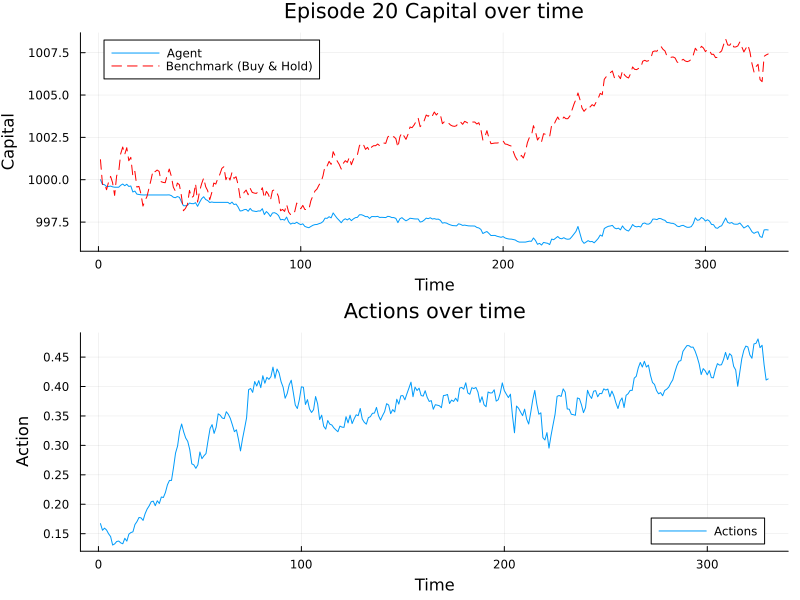 Episode 20 Capital over time
Capital
1007.5
1005.0
1002.5
1000.0
997.5
Agent
Benchmark (Buy & Hold)
0
100
200
300
Time
Actions over time
Action
0.45
0.40
0.35
0.30
0.25
0.20
0.15
Actions
0
100
200
300
Time